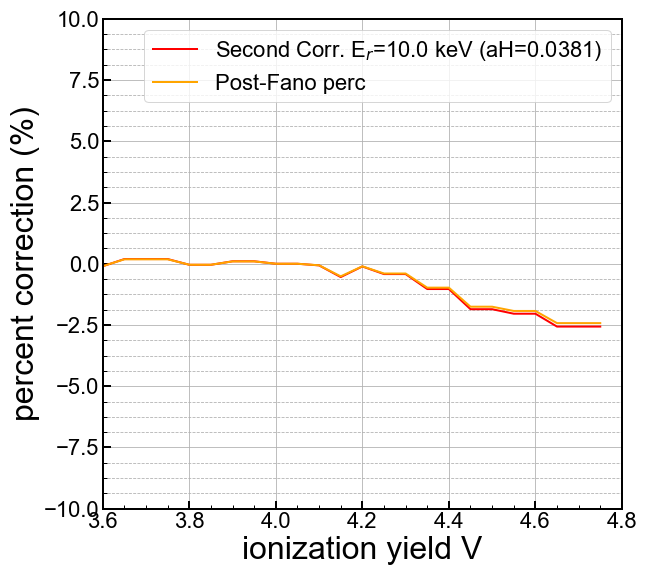 10.0
7.5
5.0
2.5
0.0
−2.5
−5.0
−7.5
−10.0
percent correction (%)
Second Corr. Eᵣ=10.0 keV (aH=0.0381)
Post-Fano perc
3.6 3.8 4.0 4.2 4.4 4.6 4.8
ionization yield V